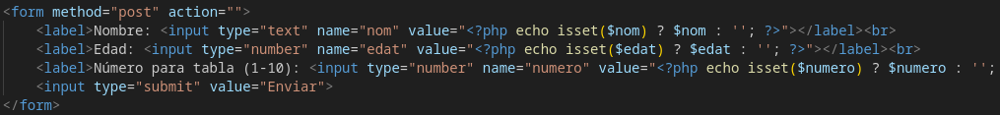 <form method="post" action="">
<label>Nombre: <input type="text" name="nom" value="<?php echo isset($nom) ? $nom : ''; ?>"></label><br>
<label>Edad: <input type="number" name="edat" value="<?php echo isset($edat) ? $edat : ''; ?>"></label><br>
<label>Número para tabla (1-10): <input type="number" name="numero" value="<?php echo isset($numero) ? $numero : '';
<input type="submit" value="Enviar">
</form>